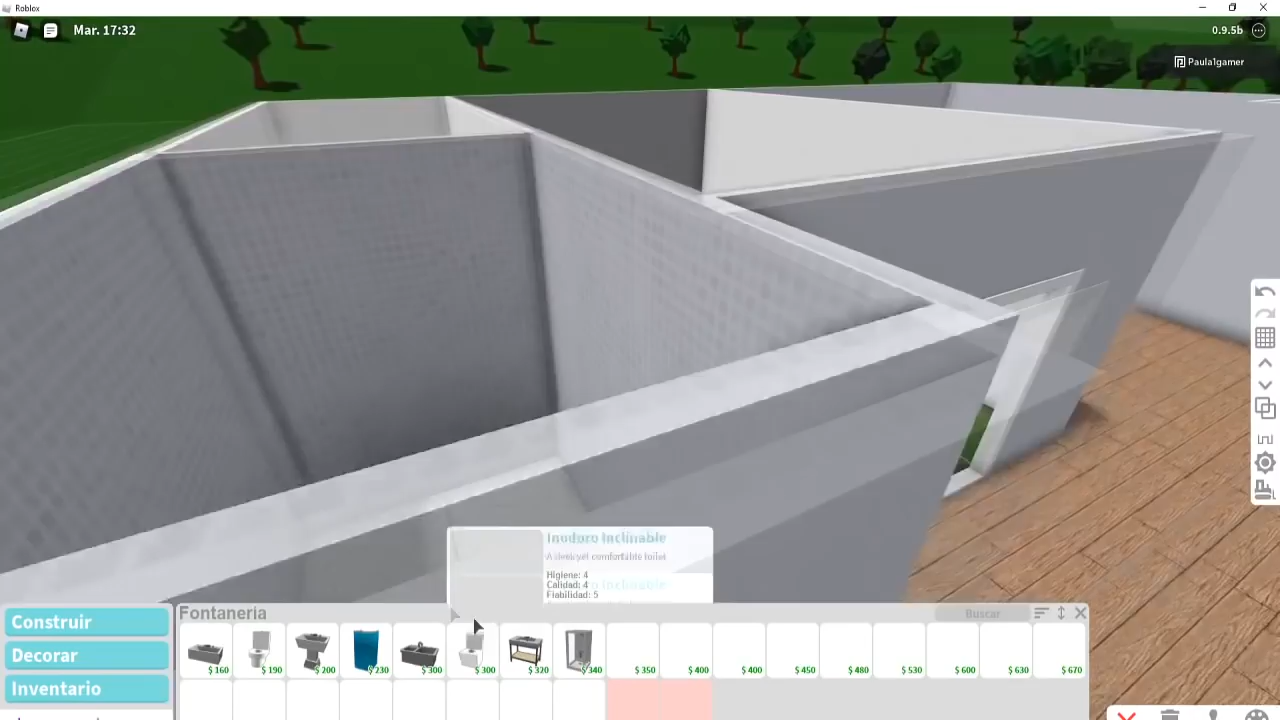 Roblox
Mar. 17:32
0.9.5b
Paula1gamer
Inodoro Inclinable
A sleek yet comfortable toilet
Higiene: 4
Calidad: 4
Fiabilidad: 5
Fontanería
Buscar
Construir
Decorar
Inventario
$ 160
$ 190
$ 200
$ 230
$ 300
$ 300
$ 320
$ 340
$ 350
$ 400
$ 400
$ 450
$ 480
$ 530
$ 600
$ 630
$ 670